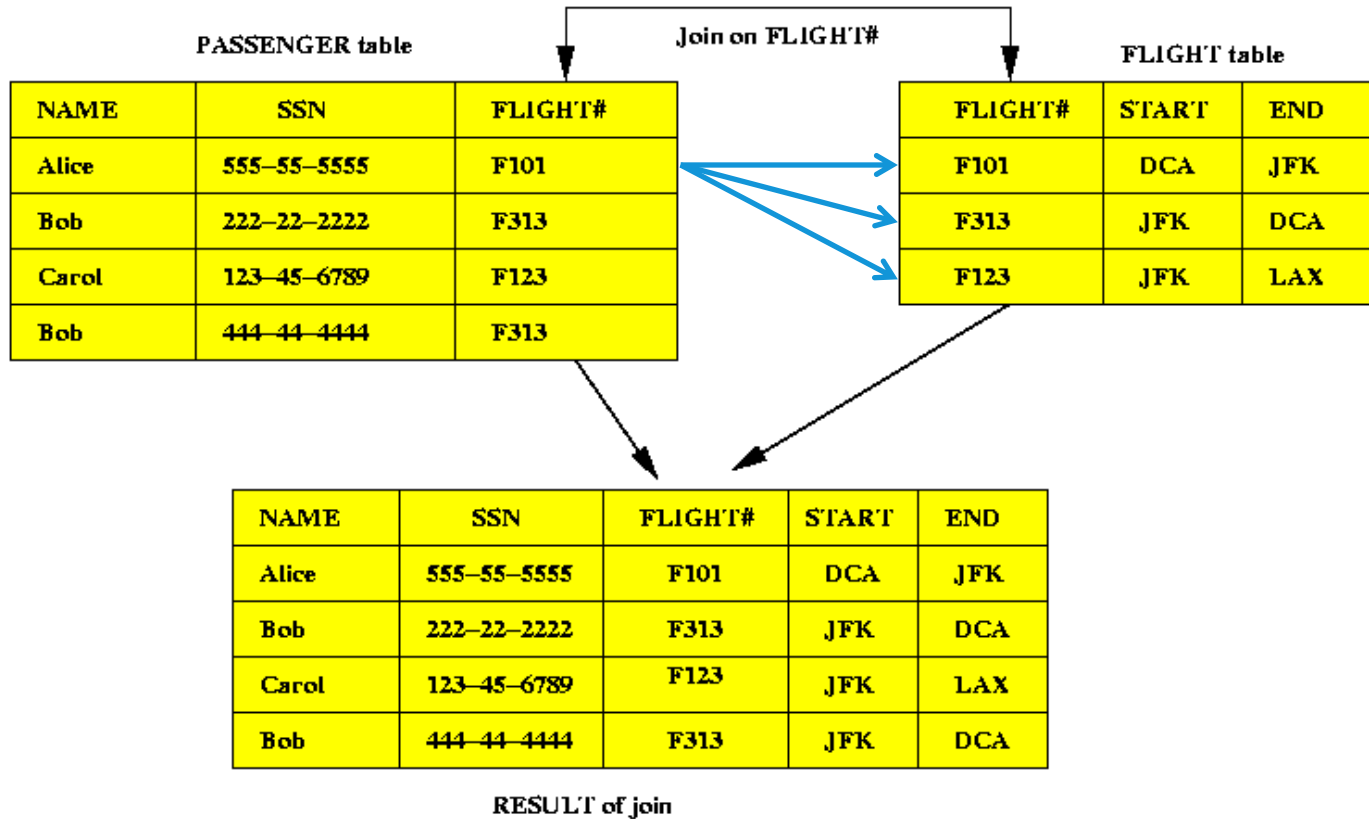 Join on FLIGHT#
PASSENGER table
FLIGHT table
NAME SSN FLIGHT#
Alice 555–55–5555 F101
Bob 222–22–2222 F313
Carol 123–45–6789 F123
Bob 444–44–4444 F313
FLIGHT# START END
F101 DCA JFK
F313 JFK DCA
F123 JFK LAX
NAME SSN FLIGHT# START END
Alice 555–55–5555 F101 DCA JFK
Bob 222–22–2222 F313 JFK DCA
Carol 123–45–6789 F123 JFK LAX
Bob 444–44–4444 F313 JFK DCA
RESULT of join